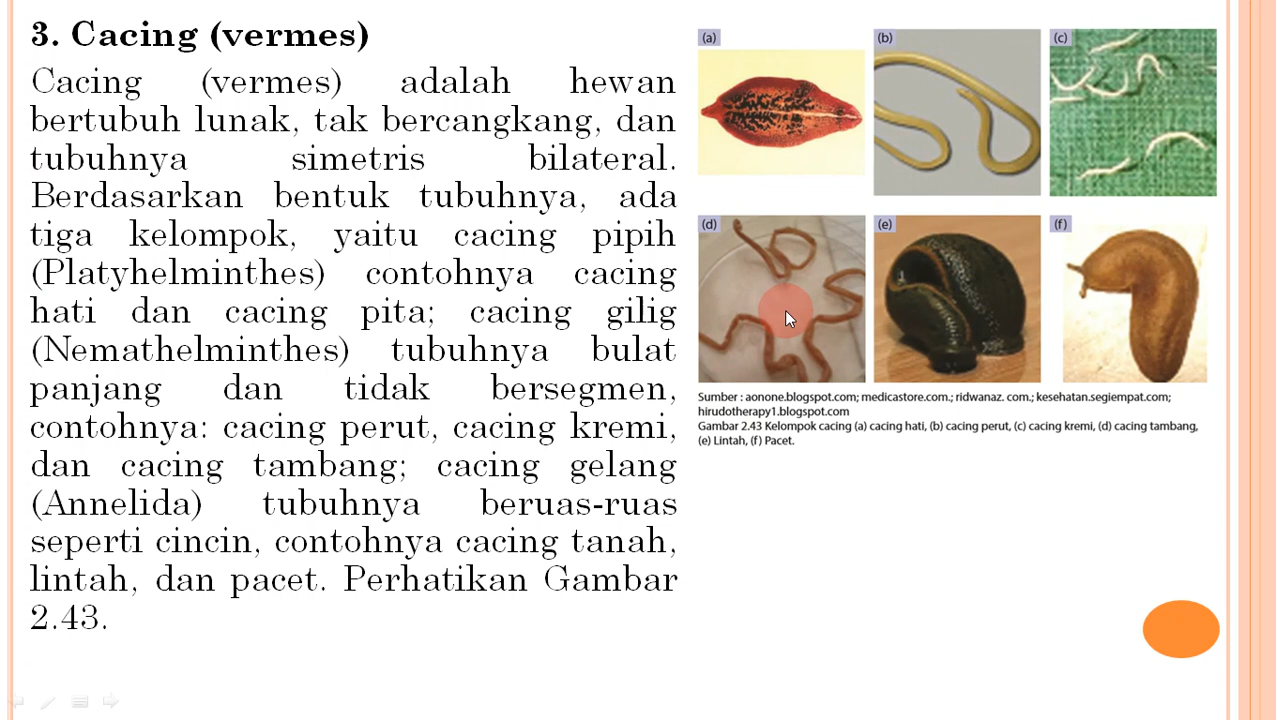 3. Cacing (vermes)
Cacing (vermes) adalah hewan
bertubuh lunak, tak bercangkang, dan
tubuhnya simetris bilateral.
Berdasarkan bentuk tubuhnya, ada
tiga kelompok, yaitu cacing pipih
(Platyhelminthes) contohnya cacing
hati dan cacing pita; cacing gilig
(Nemathelminthes) tubuhnya bulat
panjang dan tidak bersegmen,
contohnya: cacing perut, cacing kremi,
dan cacing tambang; cacing gelang
(Annelida) tubuhnya beruas-ruas
seperti cincin, contohnya cacing tanah,
lintah, dan pacet. Perhatikan Gambar
2.43.
(a)
(b)
(c)
(d)
(e)
(f)
Sumber : aonone.blogspot.com; medicastore.com.; ridwanaz. com.; kesehatan.segiempat.com;
hirudotherapy1.blogspot.com
Gambar 2.43 Kelompok cacing (a) cacing hati, (b) cacing perut, (c) cacing kremi, (d) cacing tambang,
(e) Lintah, (f) Pacet.